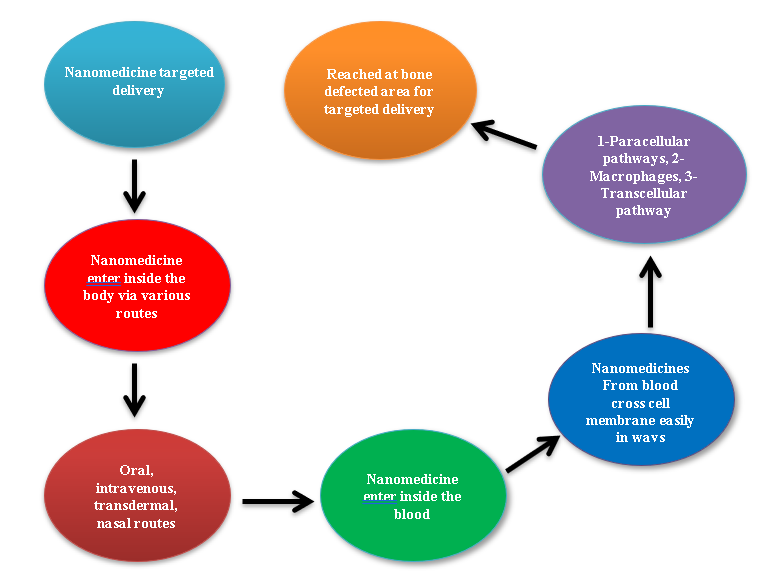 Nanomedicine targeted
delivery
Nanomedicine
enter inside the
body via various
routes
Oral,
intravenous,
transdermal,
nasal routes
Nanomedicine
enter inside the
blood
Nanomedicines
From blood
cross cell
membrane easily
in ways
1-Paracellular
pathways, 2-
Macrophages, 3-
Transcellular
pathway
Reached at bone
defected area for
targeted delivery